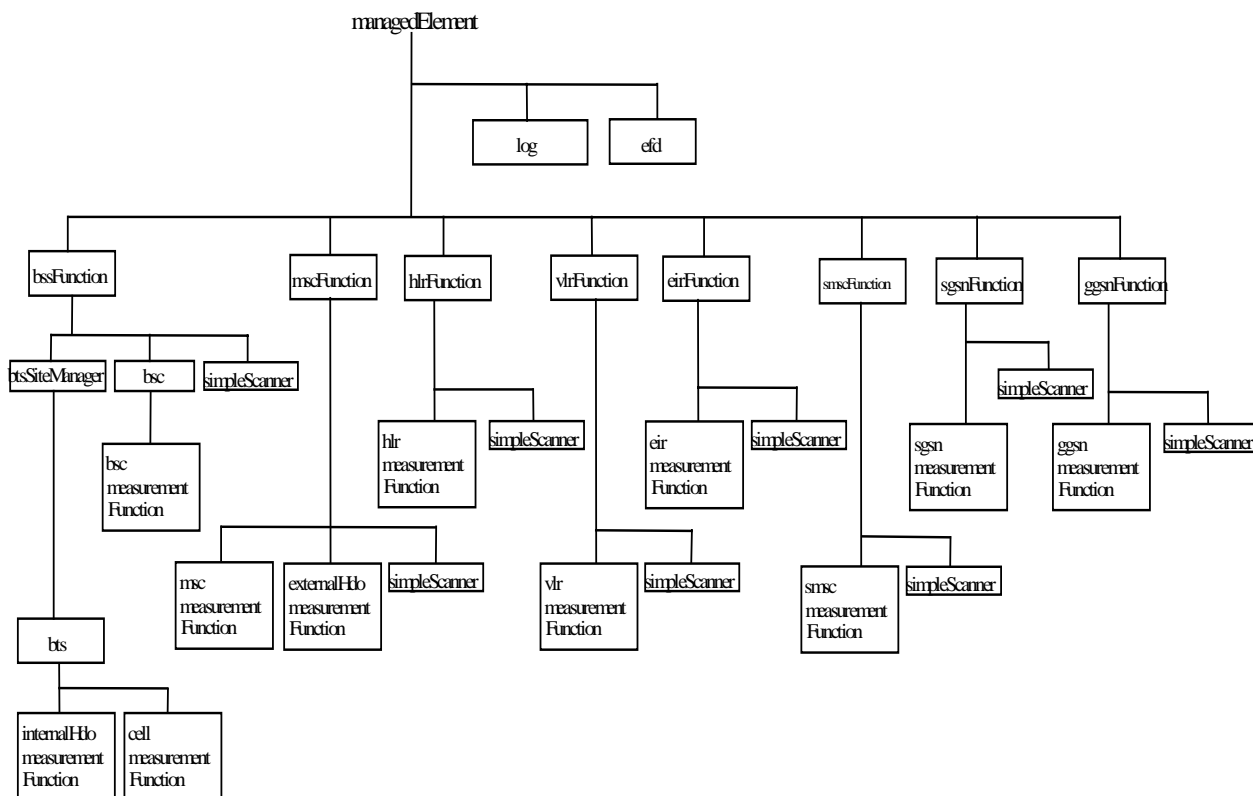 managedElement
log
efd
bssFunction
mscFunction
hlrFunction
vlrFunction
eirFunction
smscFunction
sgsnFunction
ggsnFunction
btsSiteManager
bsc
simpleScanner
simpleScanner
simpleScanner
simpleScanner
simpleScanner
hlr
measurement
Function
eir
measurement
Function
sgsn
measurement
Function
ggsn
measurement
Function
bsc
measurement
Function
msc
measurement
Function
externalHdo
measurement
Function
simpleScanner
vlr
measurement
Function
simpleScanner
smsc
measurement
Function
simpleScanner
bts
internalHdo
measurement
Function
cell
measurement
Function